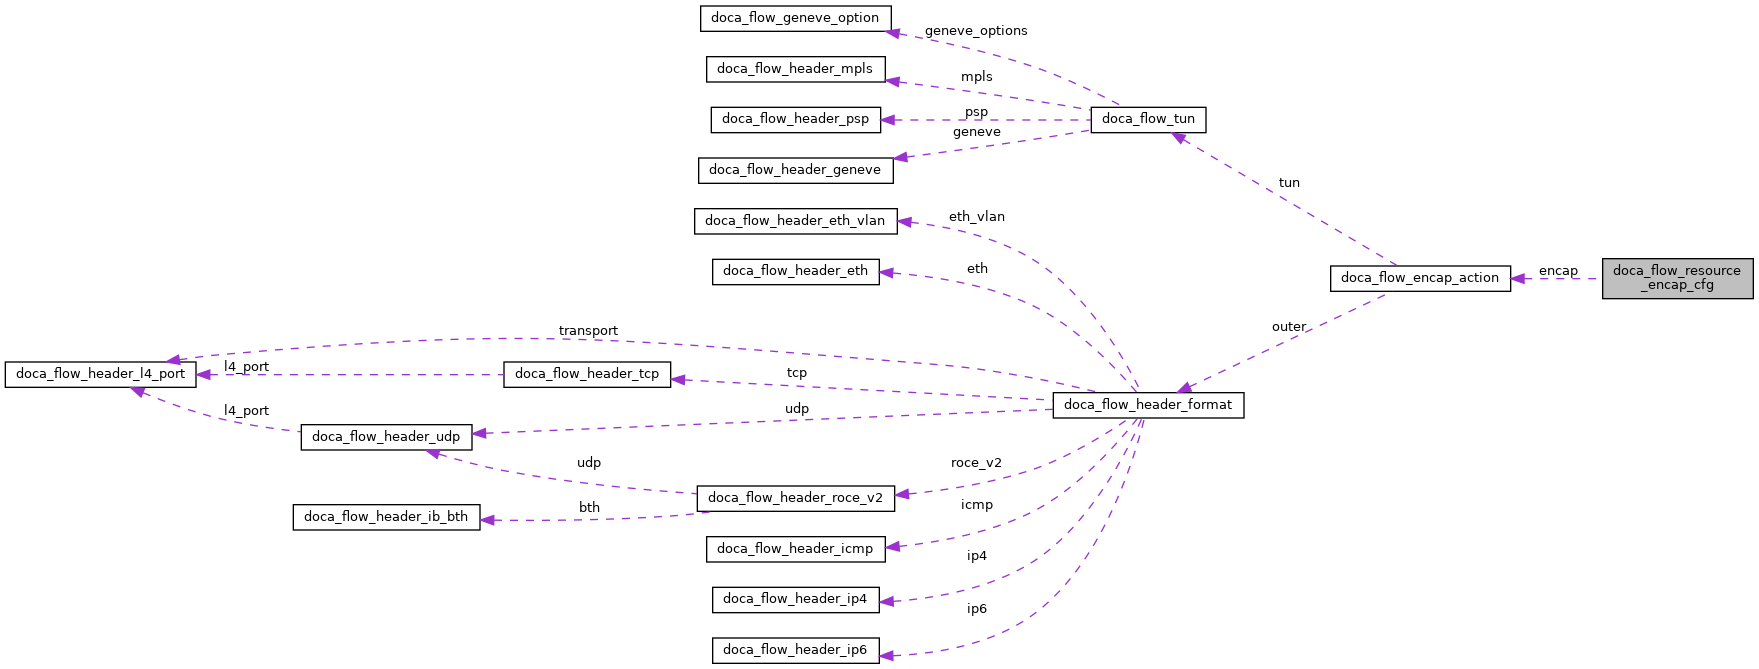 doca_flow_geneve_option
geneve_options
doca_flow_header_mpls
mpls
doca_flow_header_psp
psp
doca_flow_tun
geneve
doca_flow_header_geneve
tun
doca_flow_header_eth_vlan
eth_vlan
doca_flow_header_eth
eth
doca_flow_encap_action
encap
doca_flow_resource
_encap_cfg
outer
transport
doca_flow_header_l4_port
l4_port
doca_flow_header_tcp
tcp
doca_flow_header_format
l4_port
udp
doca_flow_header_udp
udp
roce_v2
doca_flow_header_roce_v2
doca_flow_header_ib_bth
bth
icmp
doca_flow_header_icmp
ip4
doca_flow_header_ip4
ip6
doca_flow_header_ip6